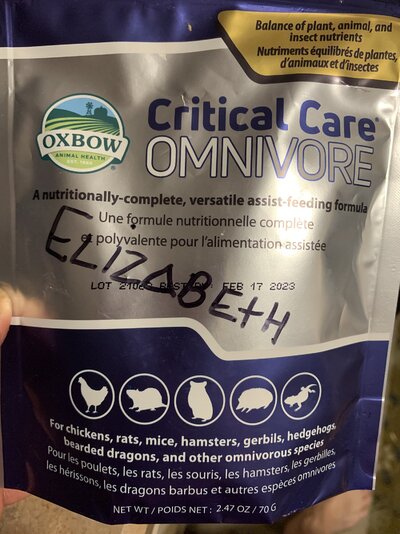 Balance of plant, animal, and
insect nutrients
Nutriments équilibrés de plantes,
d'animaux et d'insectes
OXBOW
ANIMAL HEALTH
Critical Care®
OMNIVORE
A nutritionally-complete, versatile assist-feeding formula
Une formule nutritionnelle complète
et polyvalente pour l'alimentation assistée
ELIZABETH
FEB 17 2023
For chickens, rats, mice, hamsters, gerbils, hedgehogs,
bearded dragons, and other omnivorous species
Pour les poulets, les rats, les souris, les hamsters, les gerbilles,
les hérissons, les dragons barbus et autres espèces omnivores
NET WT / POIDS NET : 2.47 OZ / 70 G